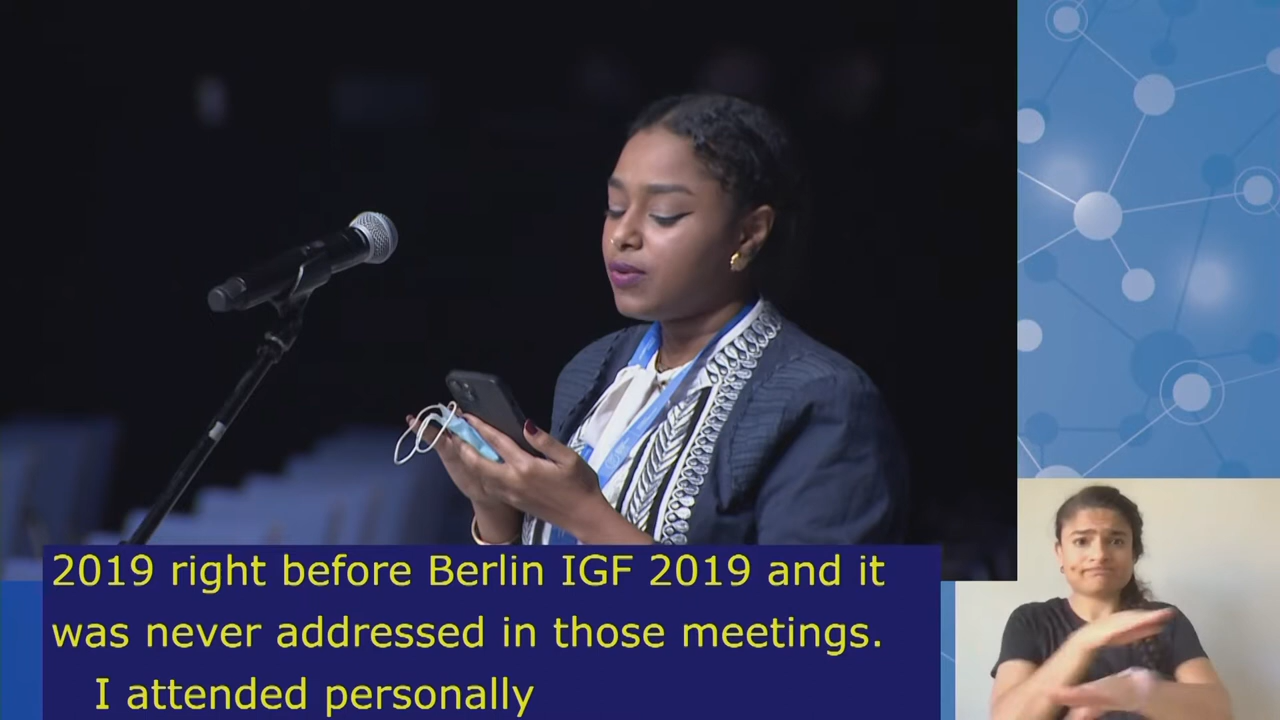 2019 right before Berlin IGF 2019 and it
was never addressed in those meetings.
I attended personally